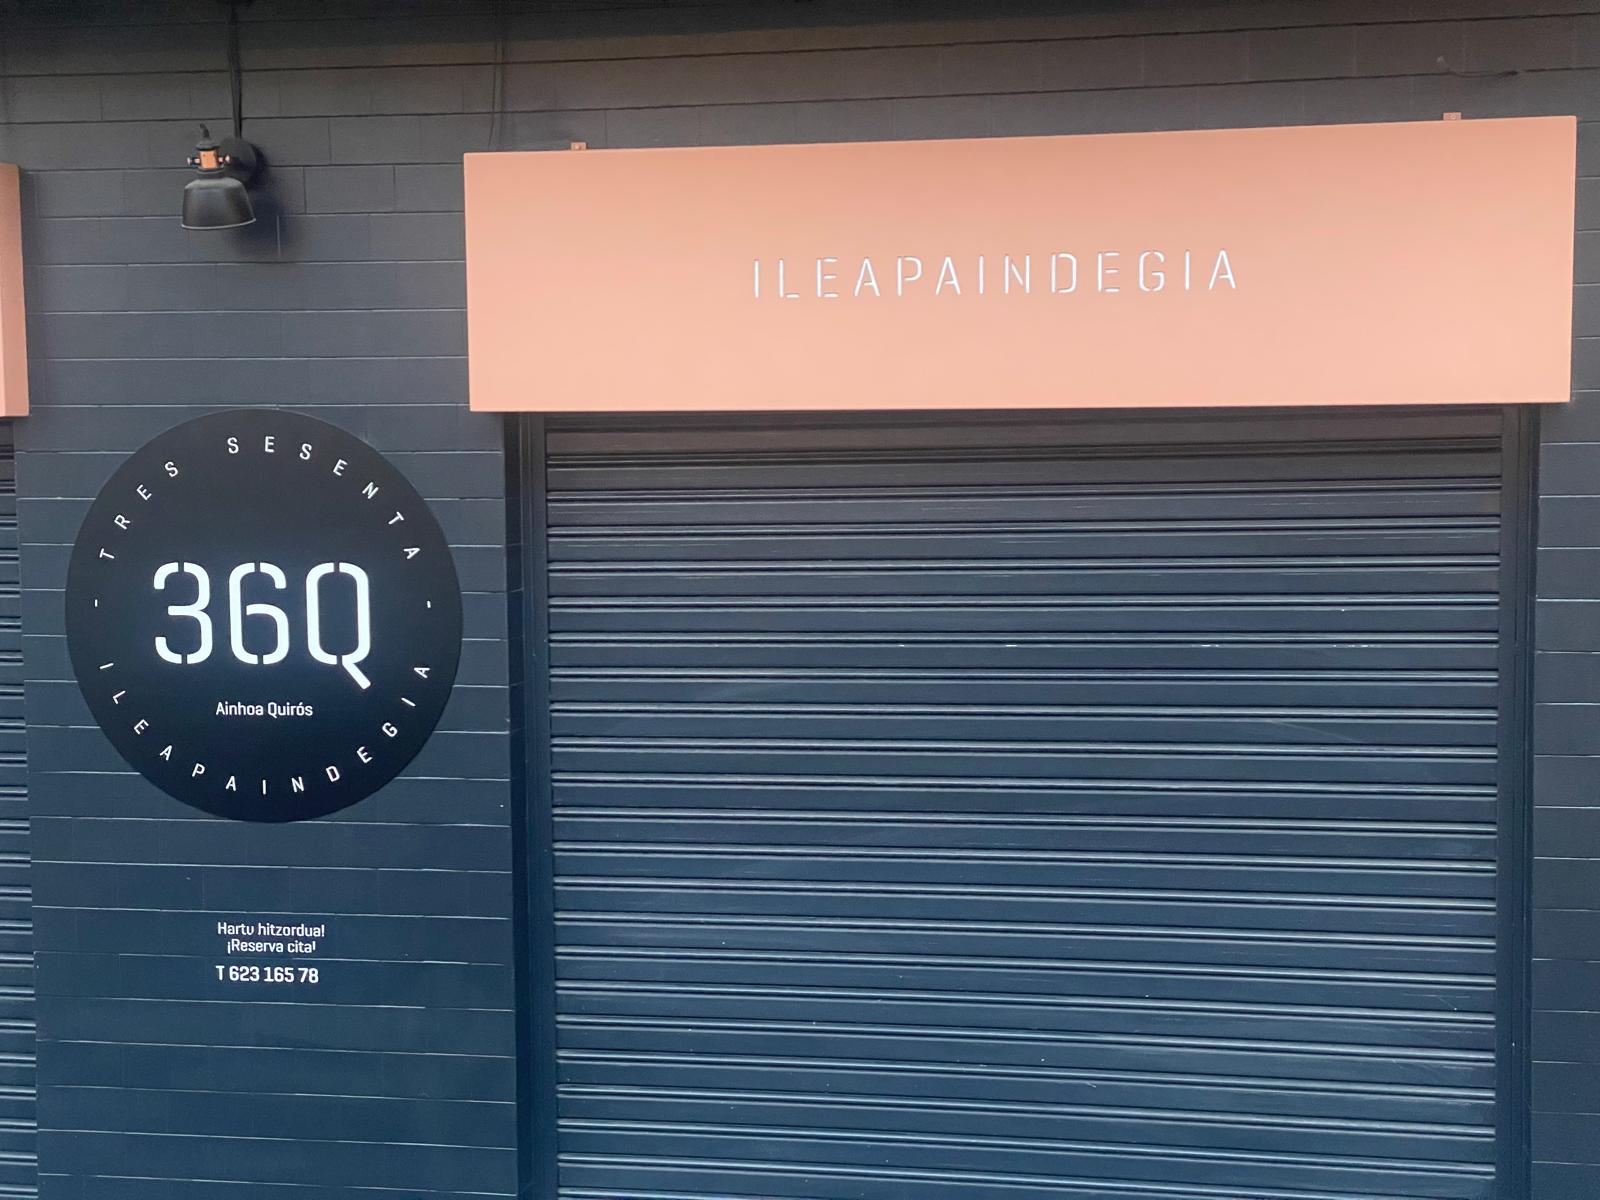 ILEAPAINDEGIA
TRES SESENTA
36Q
Ainhoa Quirós
- ILEAPAINDEGIA -
Hartu hitzordua!
¡Reserva cita!
T 623 165 78